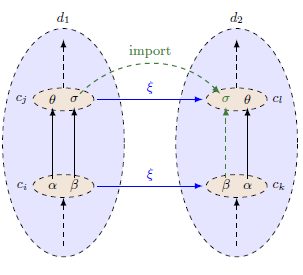 d₁ d₂
import
cⱼ θ σ ξ σ θ cₗ
cᵢ α β ξ β α cₖ